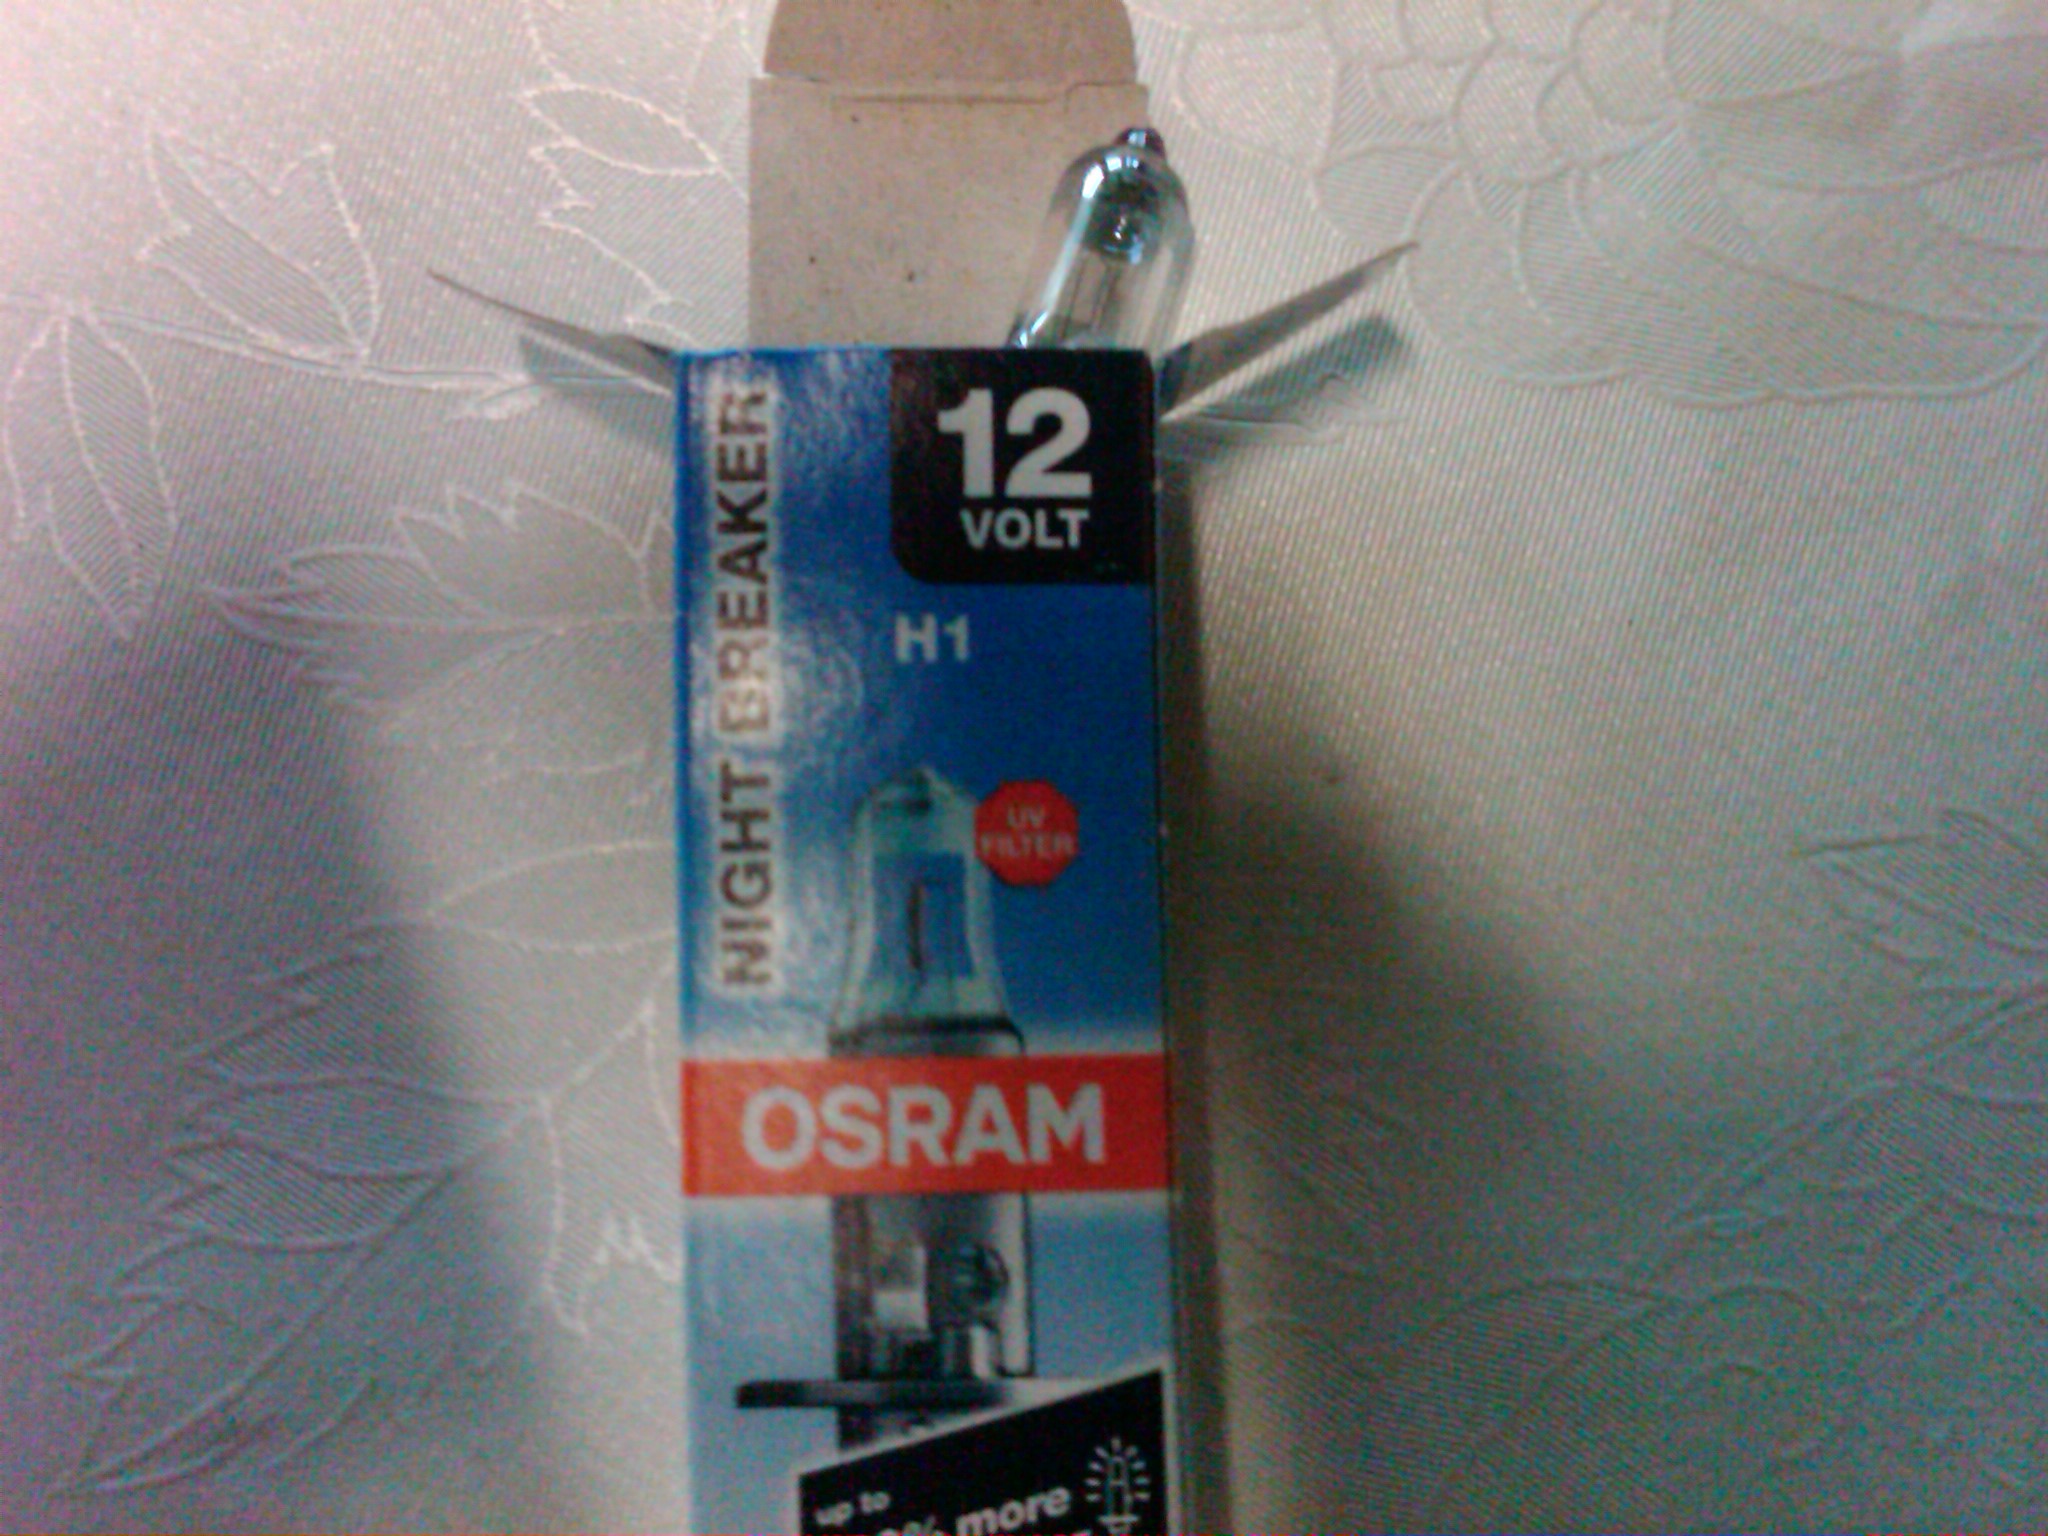 12
VOLT
NIGHT BREAKER
H1
UV
FILTER
OSRAM
up to
% more